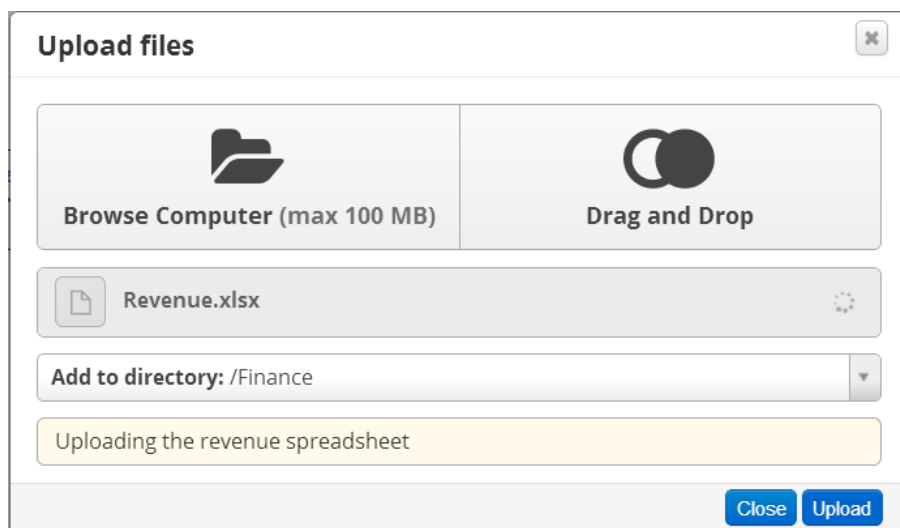 Upload files
Browse Computer (max 100 MB)
Drag and Drop
Revenue.xlsx
Add to directory: /Finance
Uploading the revenue spreadsheet
Close
Upload